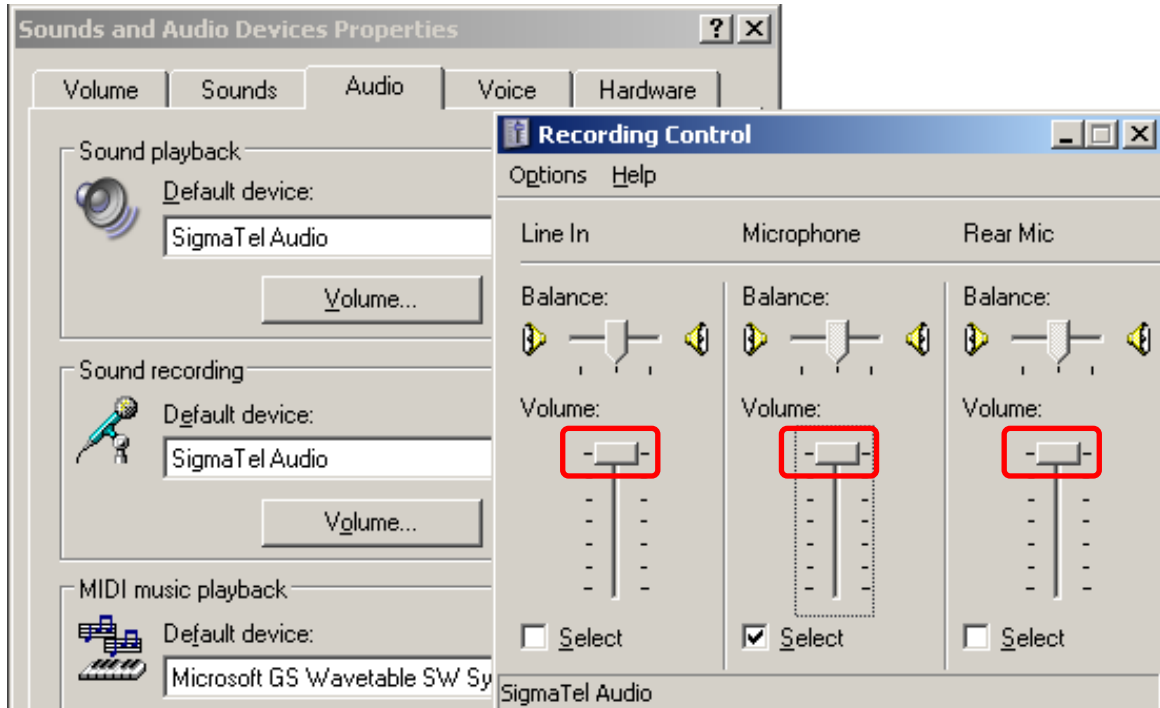 Sounds and Audio Devices Properties
Volume Sounds Audio Voice Hardware
Sound playback
Default device:
SigmaTel Audio
Volume...
Sound recording
Default device:
SigmaTel Audio
Volume...
MIDI music playback
Default device:
Microsoft GS Wavetable SW Sy
Recording Control
Options Help
Line In Microphone Rear Mic
Balance: Balance: Balance:
Volume: Volume: Volume:
Select Select Select
SigmaTel Audio